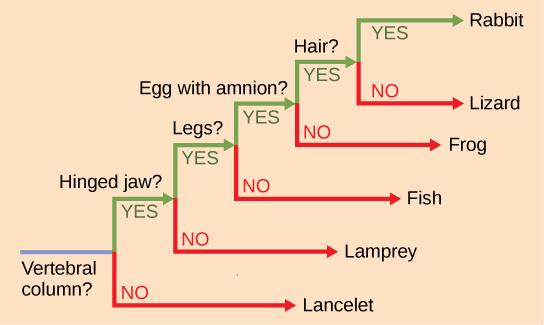 YES
Rabbit
Hair?
YES
NO
Lizard
Egg with amnion?
YES
NO
Frog
Legs?
YES
NO
Fish
Hinged jaw?
YES
NO
Lamprey
Vertebral
column?
NO
Lancelet